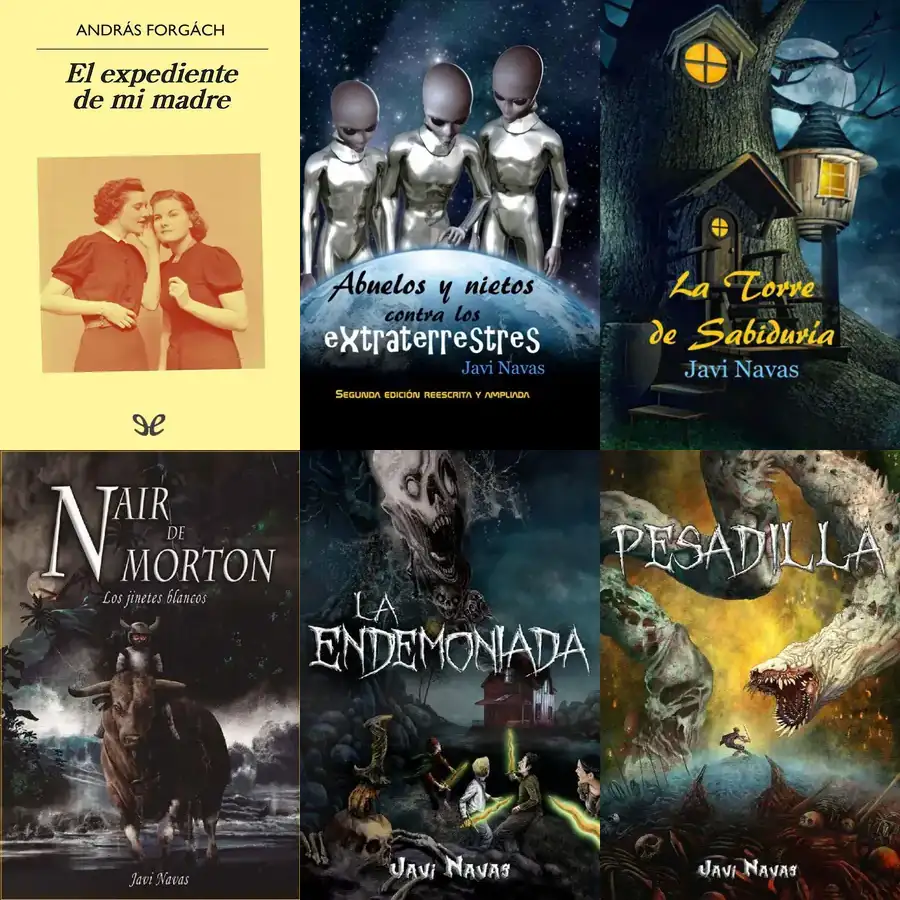 ANDRÁS FORGÁCH
El expediente
de mi madre
Abuelos y nietos
contra los
extraterrestres
Javi Navas
SEGUNDA EDICIÓN REESCRITA Y AMPLIADA
La Torre
de Sabiduría
Javi Navas
NAIR
DE
MORTON
Los jinetes blancos
Javi Navas
LA
ENDEMONIADA
Javi Navas
PESADILLA
Javi Navas